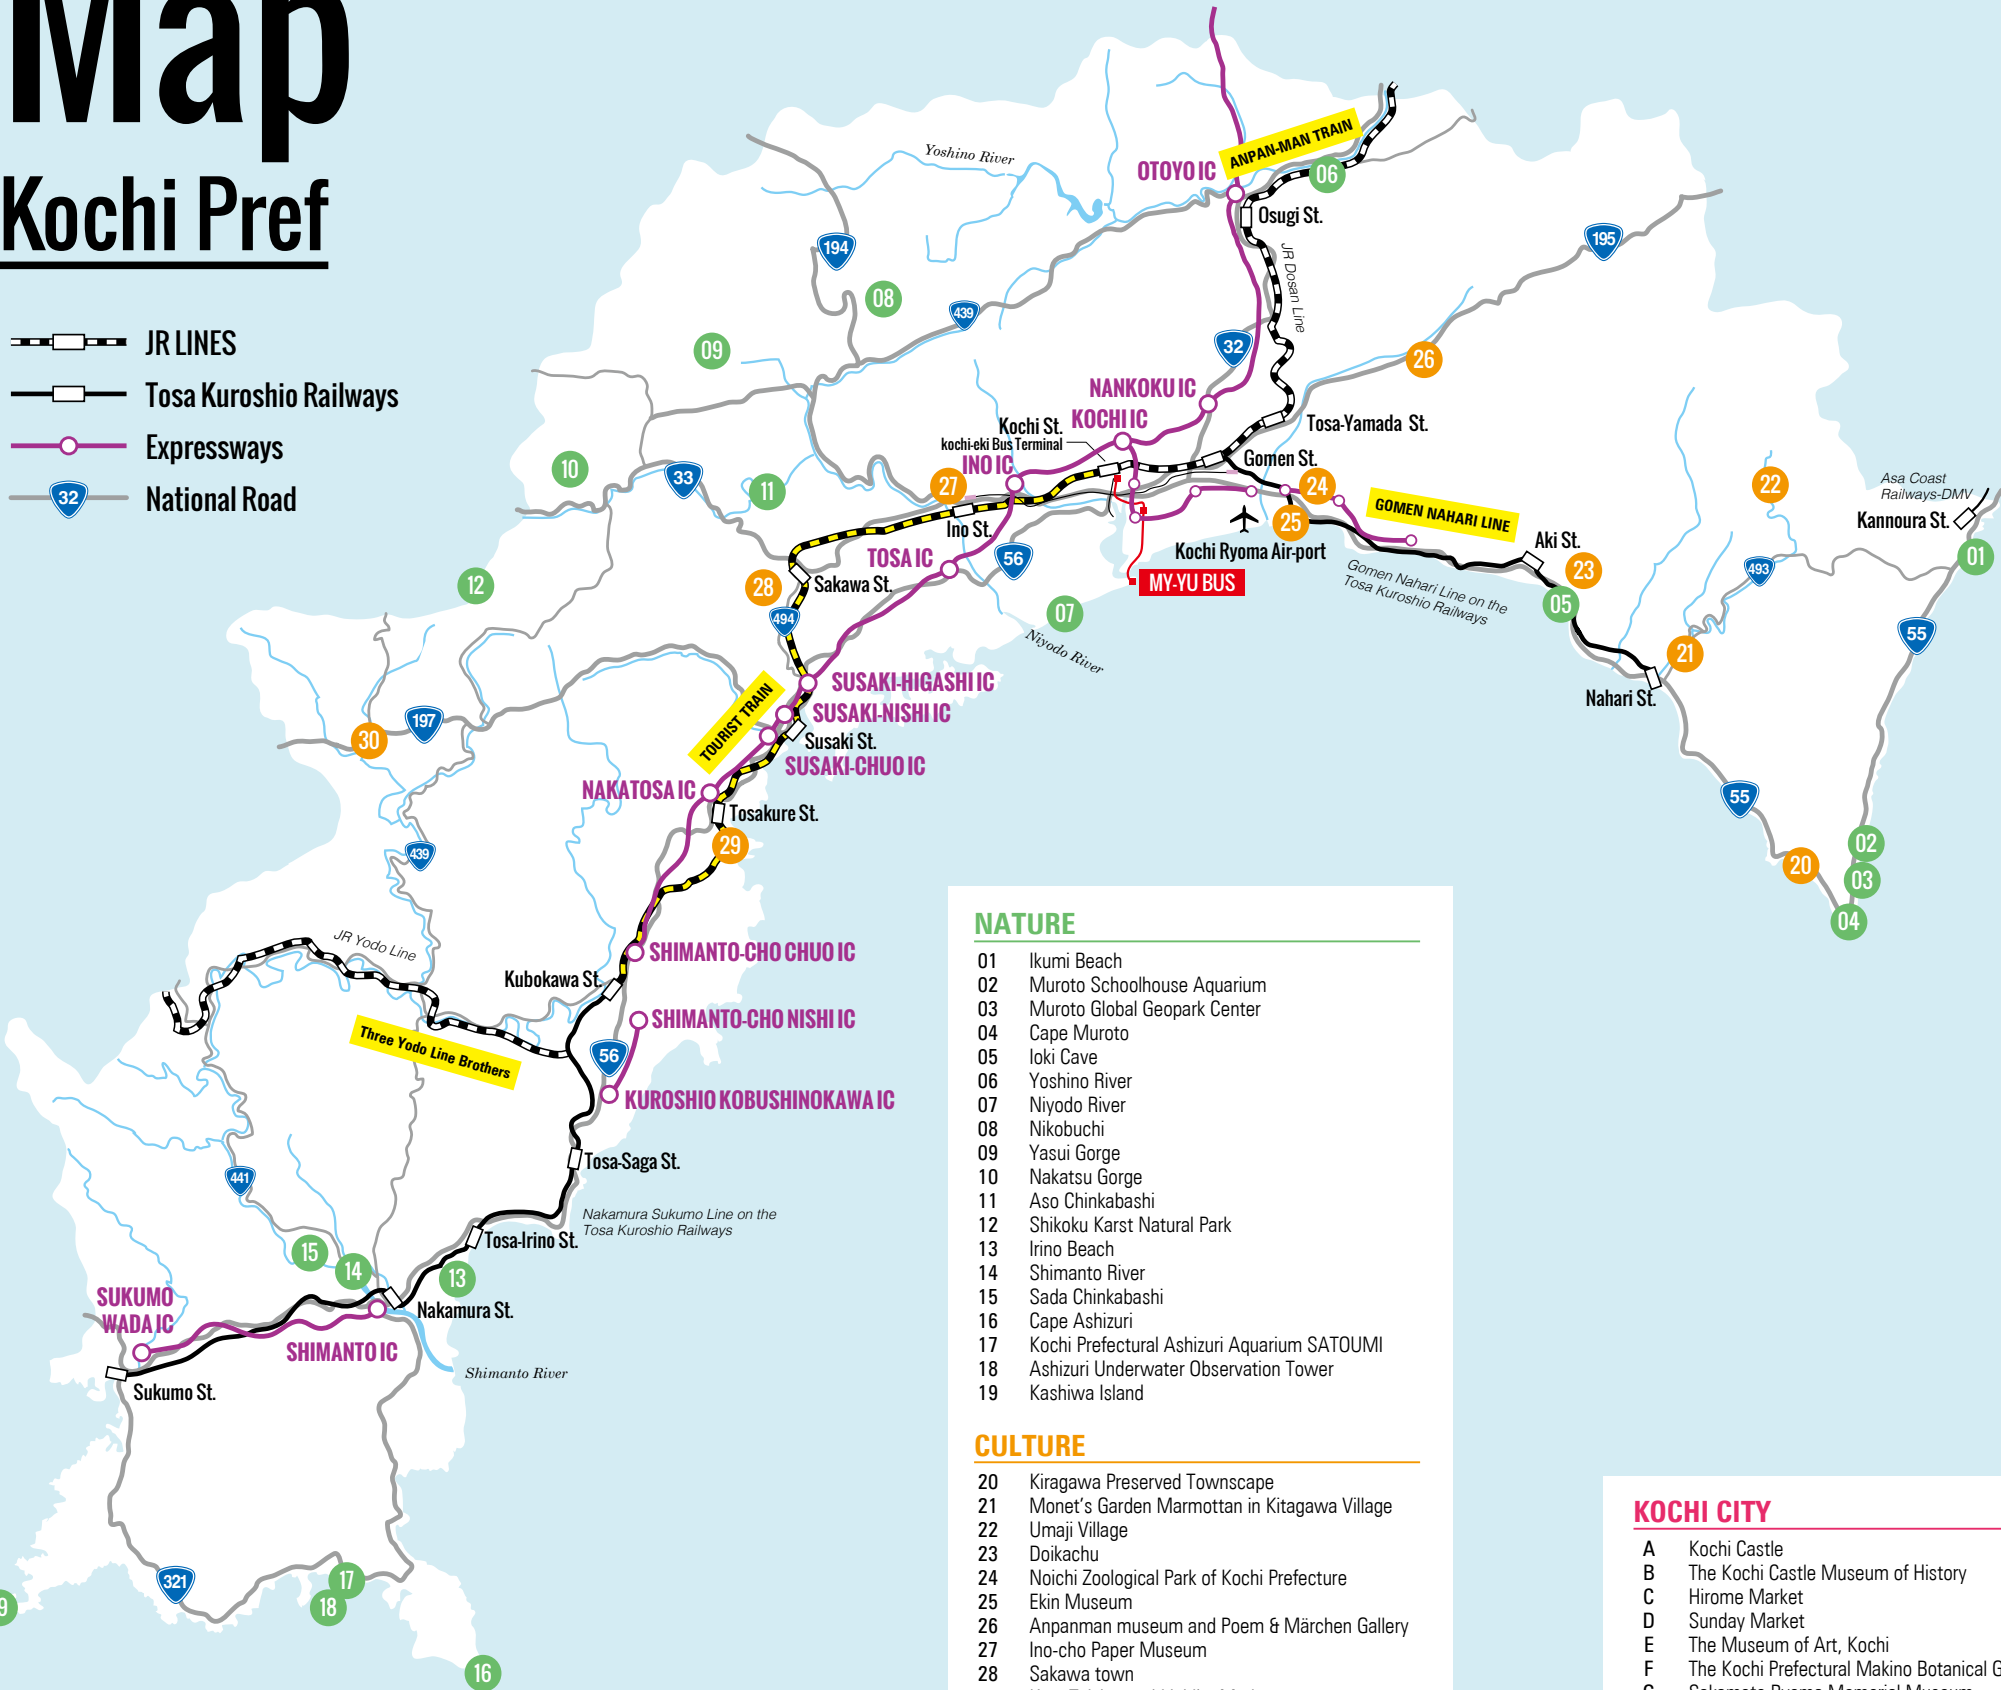 Map
Kochi Pref
JR LINES
Tosa Kuroshio Railways
Expressways
32
National Road
Yoshino River
OTOYO IC
ANPAN-MAN TRAIN
06
Osugi St.
JR Dosan Line
194
195
08
439
09
32
26
NANKOKU IC
KOCHI IC
Kochi St.
kochi-eki Bus Terminal
Tosa-Yamada St.
INO IC
Gomen St.
10
33
11
27
24
22
Asa Coast
Railways-DMV
Kannoura St.
GOMEN NAHARI LINE
25
Ino St.
Kochi Ryoma Air-port
Aki St.
01
TOSA IC
56
MY-YU BUS
Gomen Nahari Line on the
Tosa Kuroshio Railways
23
493
12
28
Sakawa St.
05
494
07
Niyodo River
55
21
TOURIST TRAIN
SUSAKI-HIGASHI IC
SUSAKI-NISHI IC
Nahari St.
197
30
Susaki St.
SUSAKI-CHUO IC
NAKATOSA IC
55
Tosakure St.
29
439
02
20
03
04
JR Yodo Line
SHIMANTO-CHO CHUO IC
Kubokawa St.
SHIMANTO-CHO NISHI IC
Three Yodo Line Brothers
56
KUROSHIO KOBUSHINOKAWA IC
Tosa-Saga St.
441
Nakamura Sukumo Line on the
Tosa Kuroshio Railways
Tosa-Irino St.
15
14
13
SUKUMO
WADA IC
Nakamura St.
SHIMANTO IC
Shimanto River
Sukumo St.
321
17
18
9
16
NATURE
01 Ikumi Beach
02 Muroto Schoolhouse Aquarium
03 Muroto Global Geopark Center
04 Cape Muroto
05 Ioki Cave
06 Yoshino River
07 Niyodo River
08 Nikobuchi
09 Yasui Gorge
10 Nakatsu Gorge
11 Aso Chinkabashi
12 Shikoku Karst Natural Park
13 Irino Beach
14 Shimanto River
15 Sada Chinkabashi
16 Cape Ashizuri
17 Kochi Prefectural Ashizuri Aquarium SATOUMI
18 Ashizuri Underwater Observation Tower
19 Kashiwa Island
CULTURE
20 Kiragawa Preserved Townscape
21 Monet's Garden Marmottan in Kitagawa Village
22 Umaji Village
23 Doikachu
24 Noichi Zoological Park of Kochi Prefecture
25 Ekin Museum
26 Anpanman museum and Poem & Märchen Gallery
27 Ino-cho Paper Museum
28 Sakawa town
KOCHI CITY
A Kochi Castle
B The Kochi Castle Museum of History
C Hirome Market
D Sunday Market
E The Museum of Art, Kochi
F The Kochi Prefectural Makino Botanical G